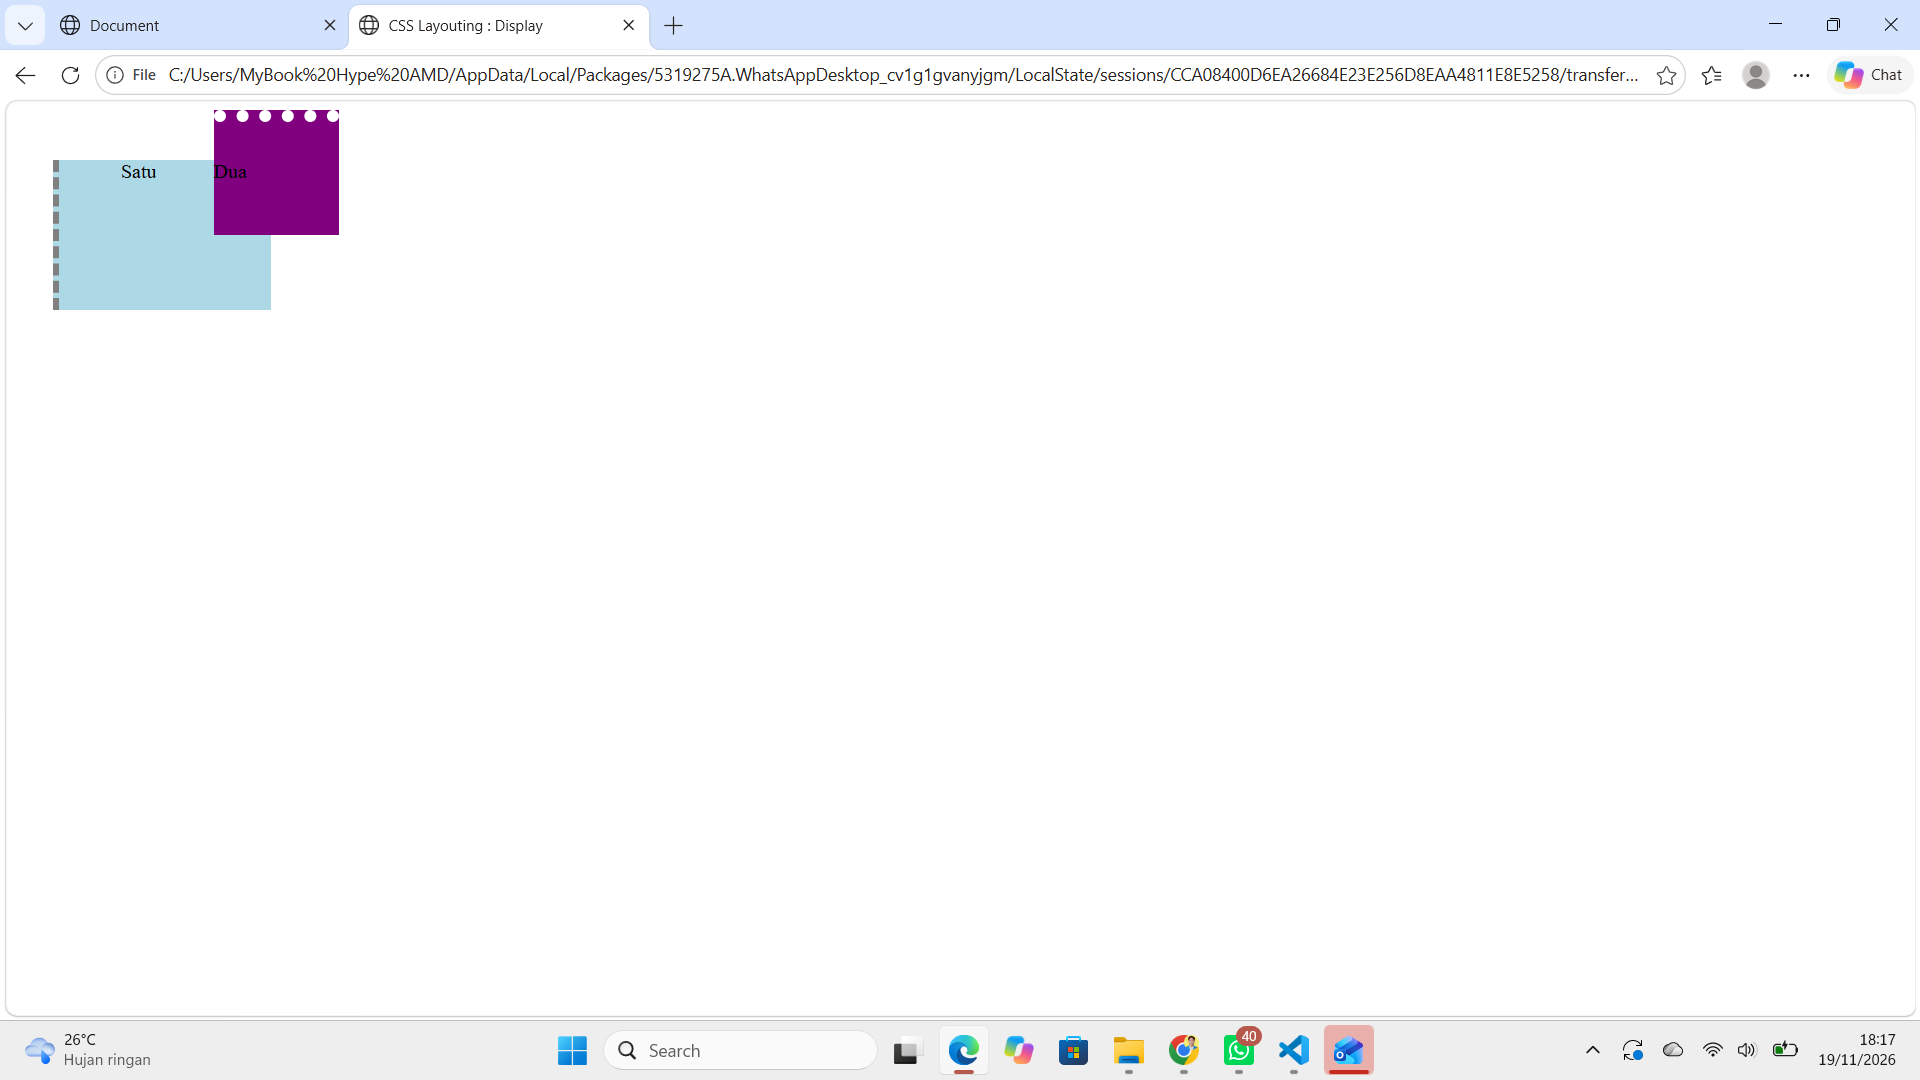 Document
CSS Layouting : Display
File
C:/Users/MyBook%20Hype%20AMD/AppData/Local/Packages/5319275A.WhatsAppDesktop_cv1g1gvanyjgm/LocalState/sessions/CCA08400D6EA26684E23E256D8EAA4811E8E5258/transfer...
Chat
Satu
Dua
26°C
Hujan ringan
Search
40
18:17
19/11/2026